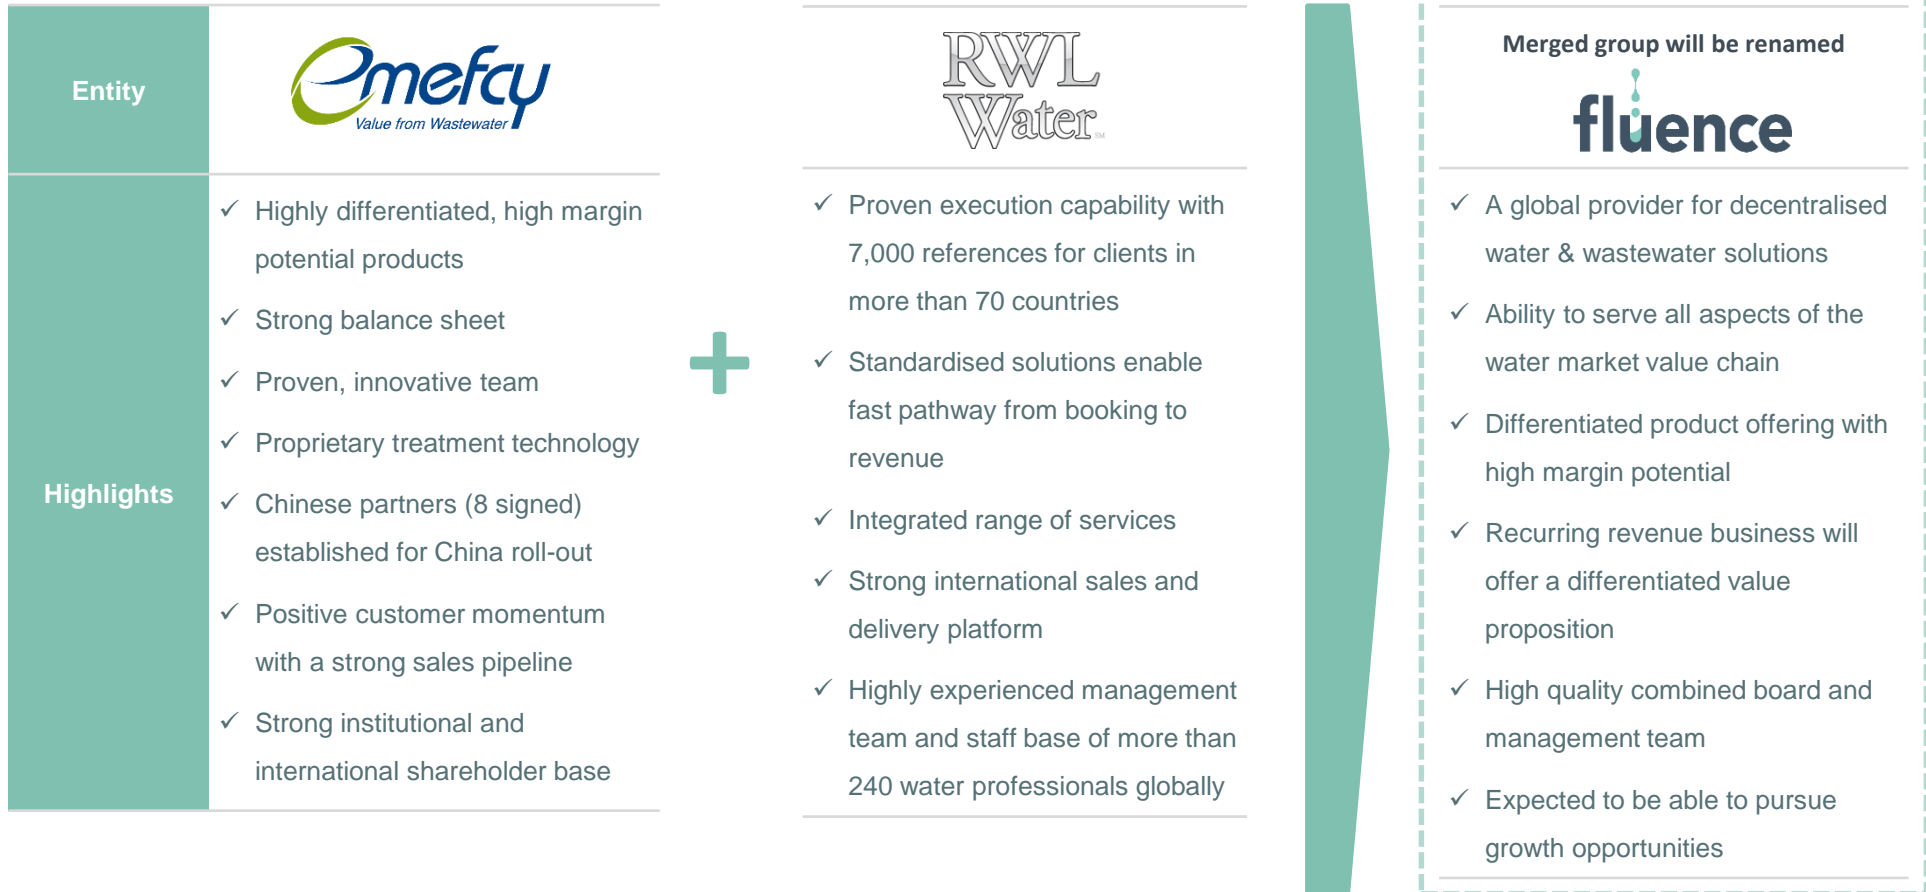 Entity
emefcy
Value from Wastewater
RWL
Water
SM
Merged group will be renamed
fluence
Highlights
✓ Highly differentiated, high margin
potential products
✓ Strong balance sheet
✓ Proven, innovative team
✓ Proprietary treatment technology
✓ Chinese partners (8 signed)
established for China roll-out
✓ Positive customer momentum
with a strong sales pipeline
✓ Strong institutional and
international shareholder base
+
✓ Proven execution capability with
7,000 references for clients in
more than 70 countries
✓ Standardised solutions enable
fast pathway from booking to
revenue
✓ Integrated range of services
✓ Strong international sales and
delivery platform
✓ Highly experienced management
team and staff base of more than
240 water professionals globally
✓ A global provider for decentralised
water & wastewater solutions
✓ Ability to serve all aspects of the
water market value chain
✓ Differentiated product offering with
high margin potential
✓ Recurring revenue business will
offer a differentiated value
proposition
✓ High quality combined board and
management team
✓ Expected to be able to pursue
growth opportunities